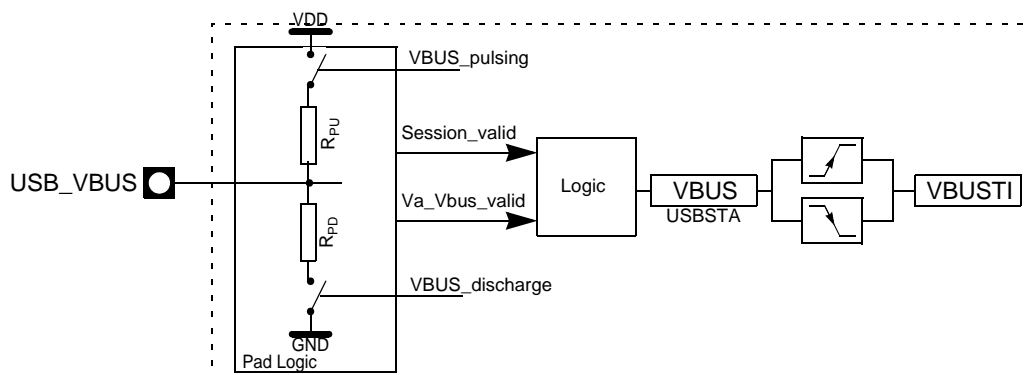 VDD
VBUS_pulsing
RPU
Session_valid
USB_VBUS
Logic
VBUS
USBSTA
VBUSTI
Va_Vbus_valid
RPD
VBUS_discharge
GND
Pad Logic